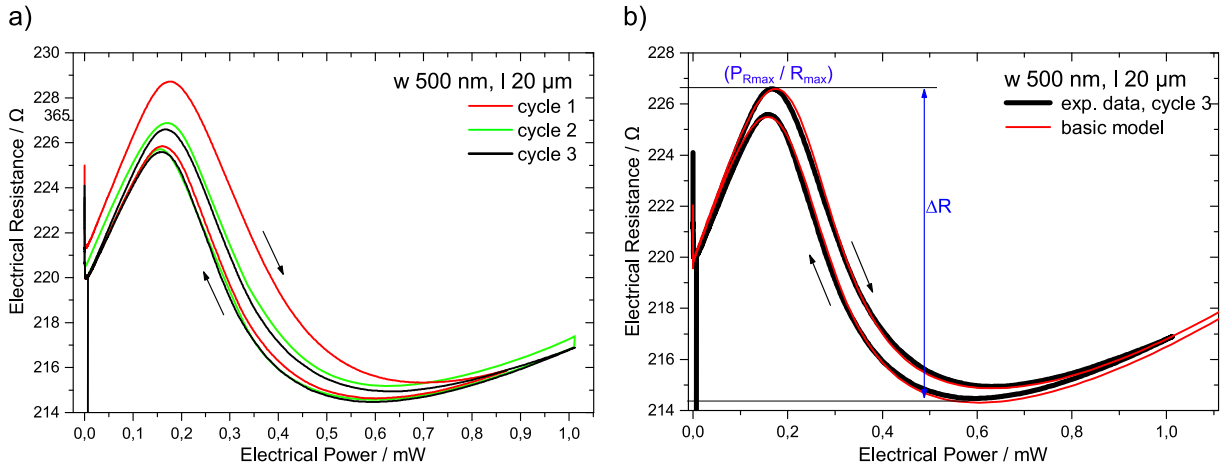 a)
Electrical Resistance / Ω
230
228
365
226
224
222
220
218
216
214
w 500 nm, l 20 µm
cycle 1
cycle 2
cycle 3
0,0 0,1 0,2 0,3 0,4 0,5 0,6 0,7 0,8 0,9 1,0
Electrical Power / mW
b)
Electrical Resistance / Ω
228
226
224
222
220
218
216
214
(P_Rmax / R_max)
w 500 nm, l 20 µm
exp. data, cycle 3
basic model
ΔR
0,0 0,2 0,4 0,6 0,8 1,0
Electrical Power / mW